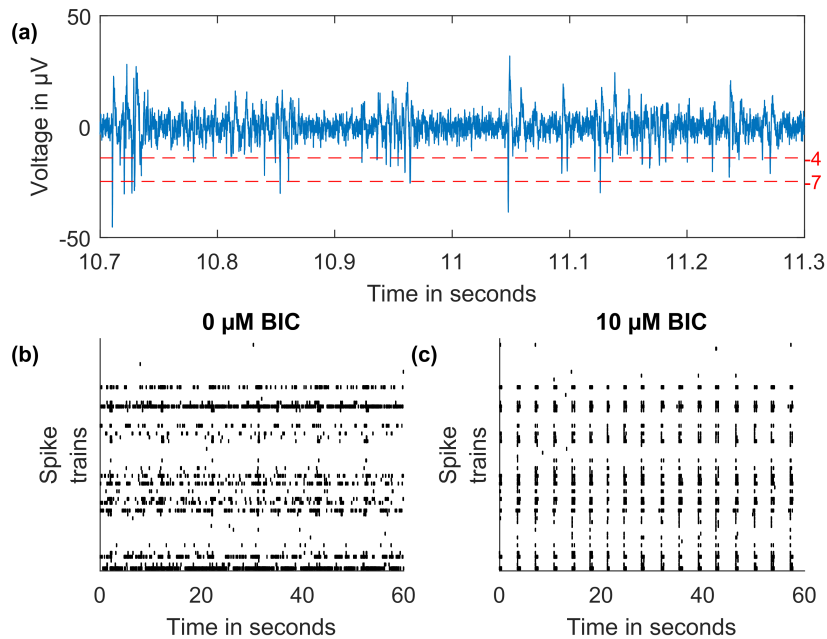 (a)
50
0
-50
Voltage in µV
-4
-7
10.7 10.8 10.9 11 11.1 11.2 11.3
Time in seconds
0 µM BIC
10 µM BIC
(b)
(c)
Spike
trains
Spike
trains
0 20 40 60
0 20 40 60
Time in seconds
Time in seconds